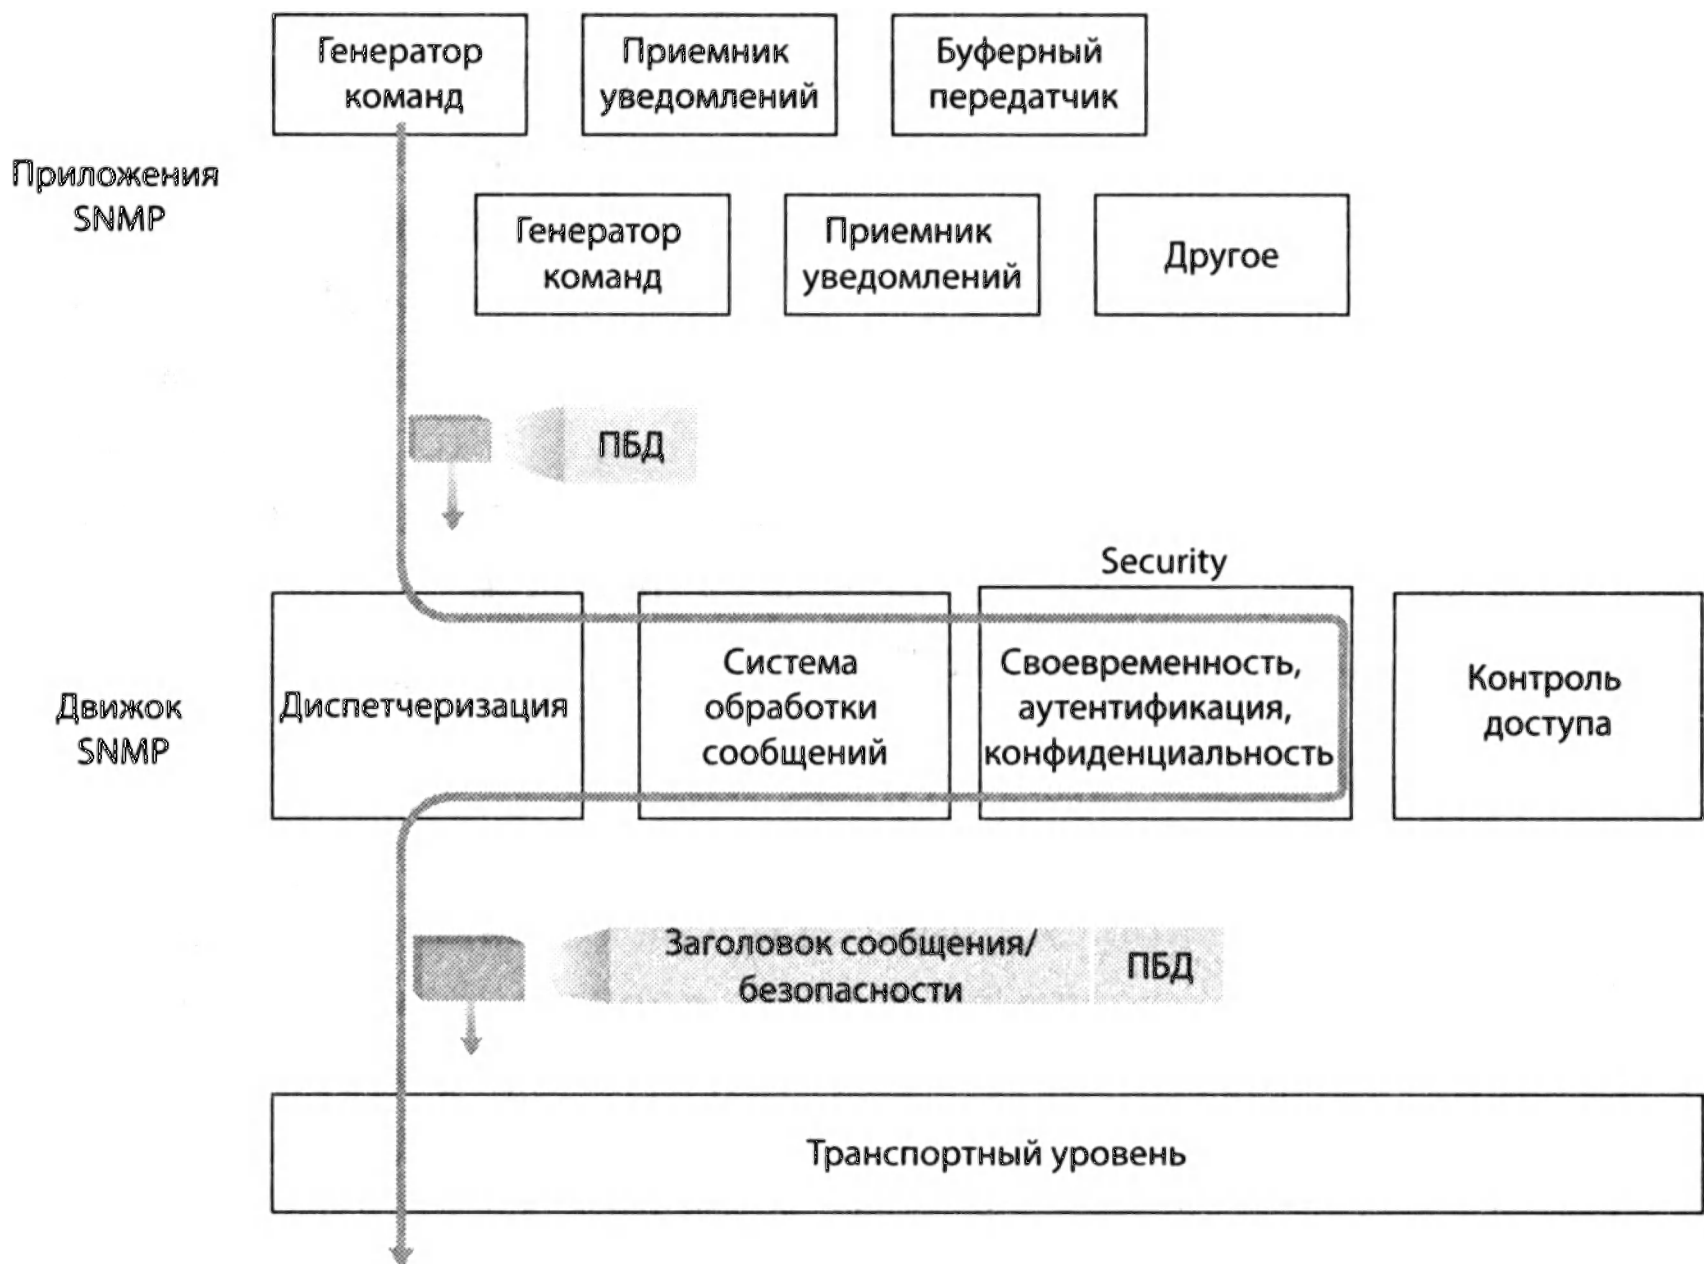 Генератор
команд
Приемник
уведомлений
Буферный
передатчик
Приложения
SNMP
Генератор
команд
Приемник
уведомлений
Другое
ПБД
Security
Движок
SNMP
Диспетчеризация
Система
обработки
сообщений
Своевременность,
аутентификация,
конфиденциальность
Контроль
доступа
Заголовок сообщения/
безопасности
ПБД
Транспортный уровень